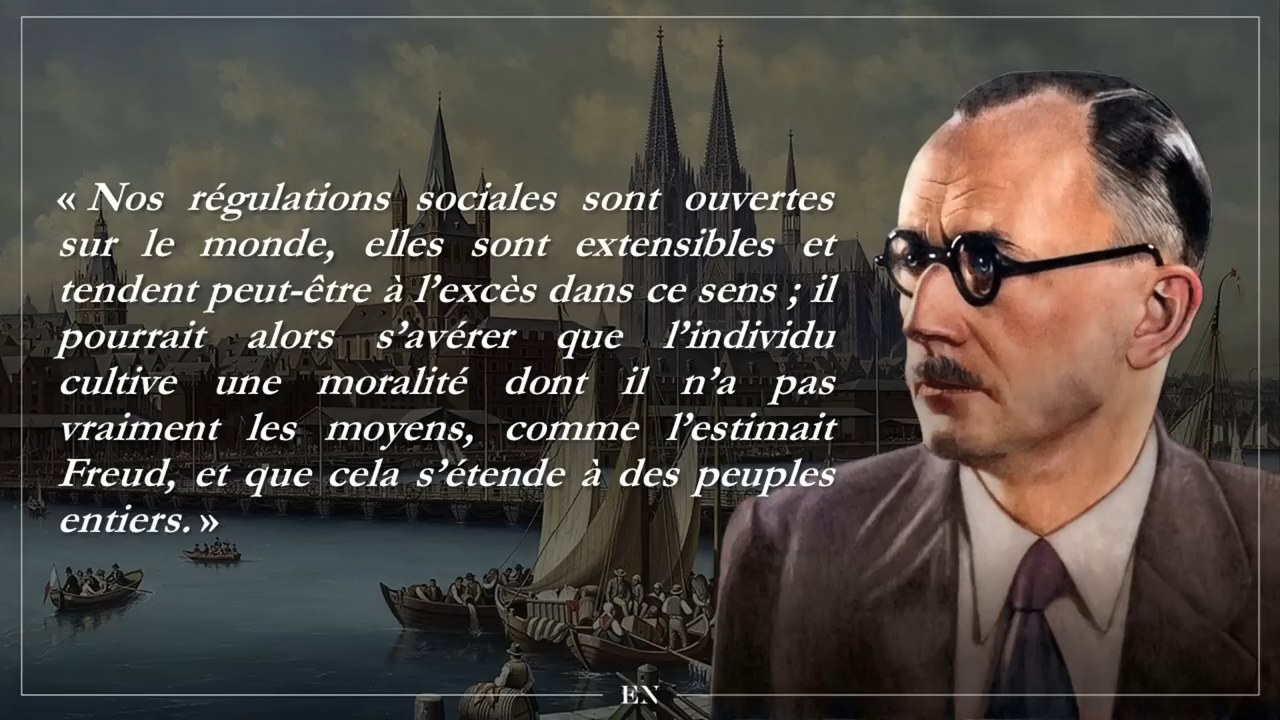 « Nos régulations sociales sont ouvertes
sur le monde, elles sont extensibles et
tendent peut-être à l’excès dans ce sens ; il
pourrait alors s’avérer que l’individu
cultive une moralité dont il n’a pas
vraiment les moyens, comme l’estimait
Freud, et que cela s’étende à des peuples
entiers. »
EN